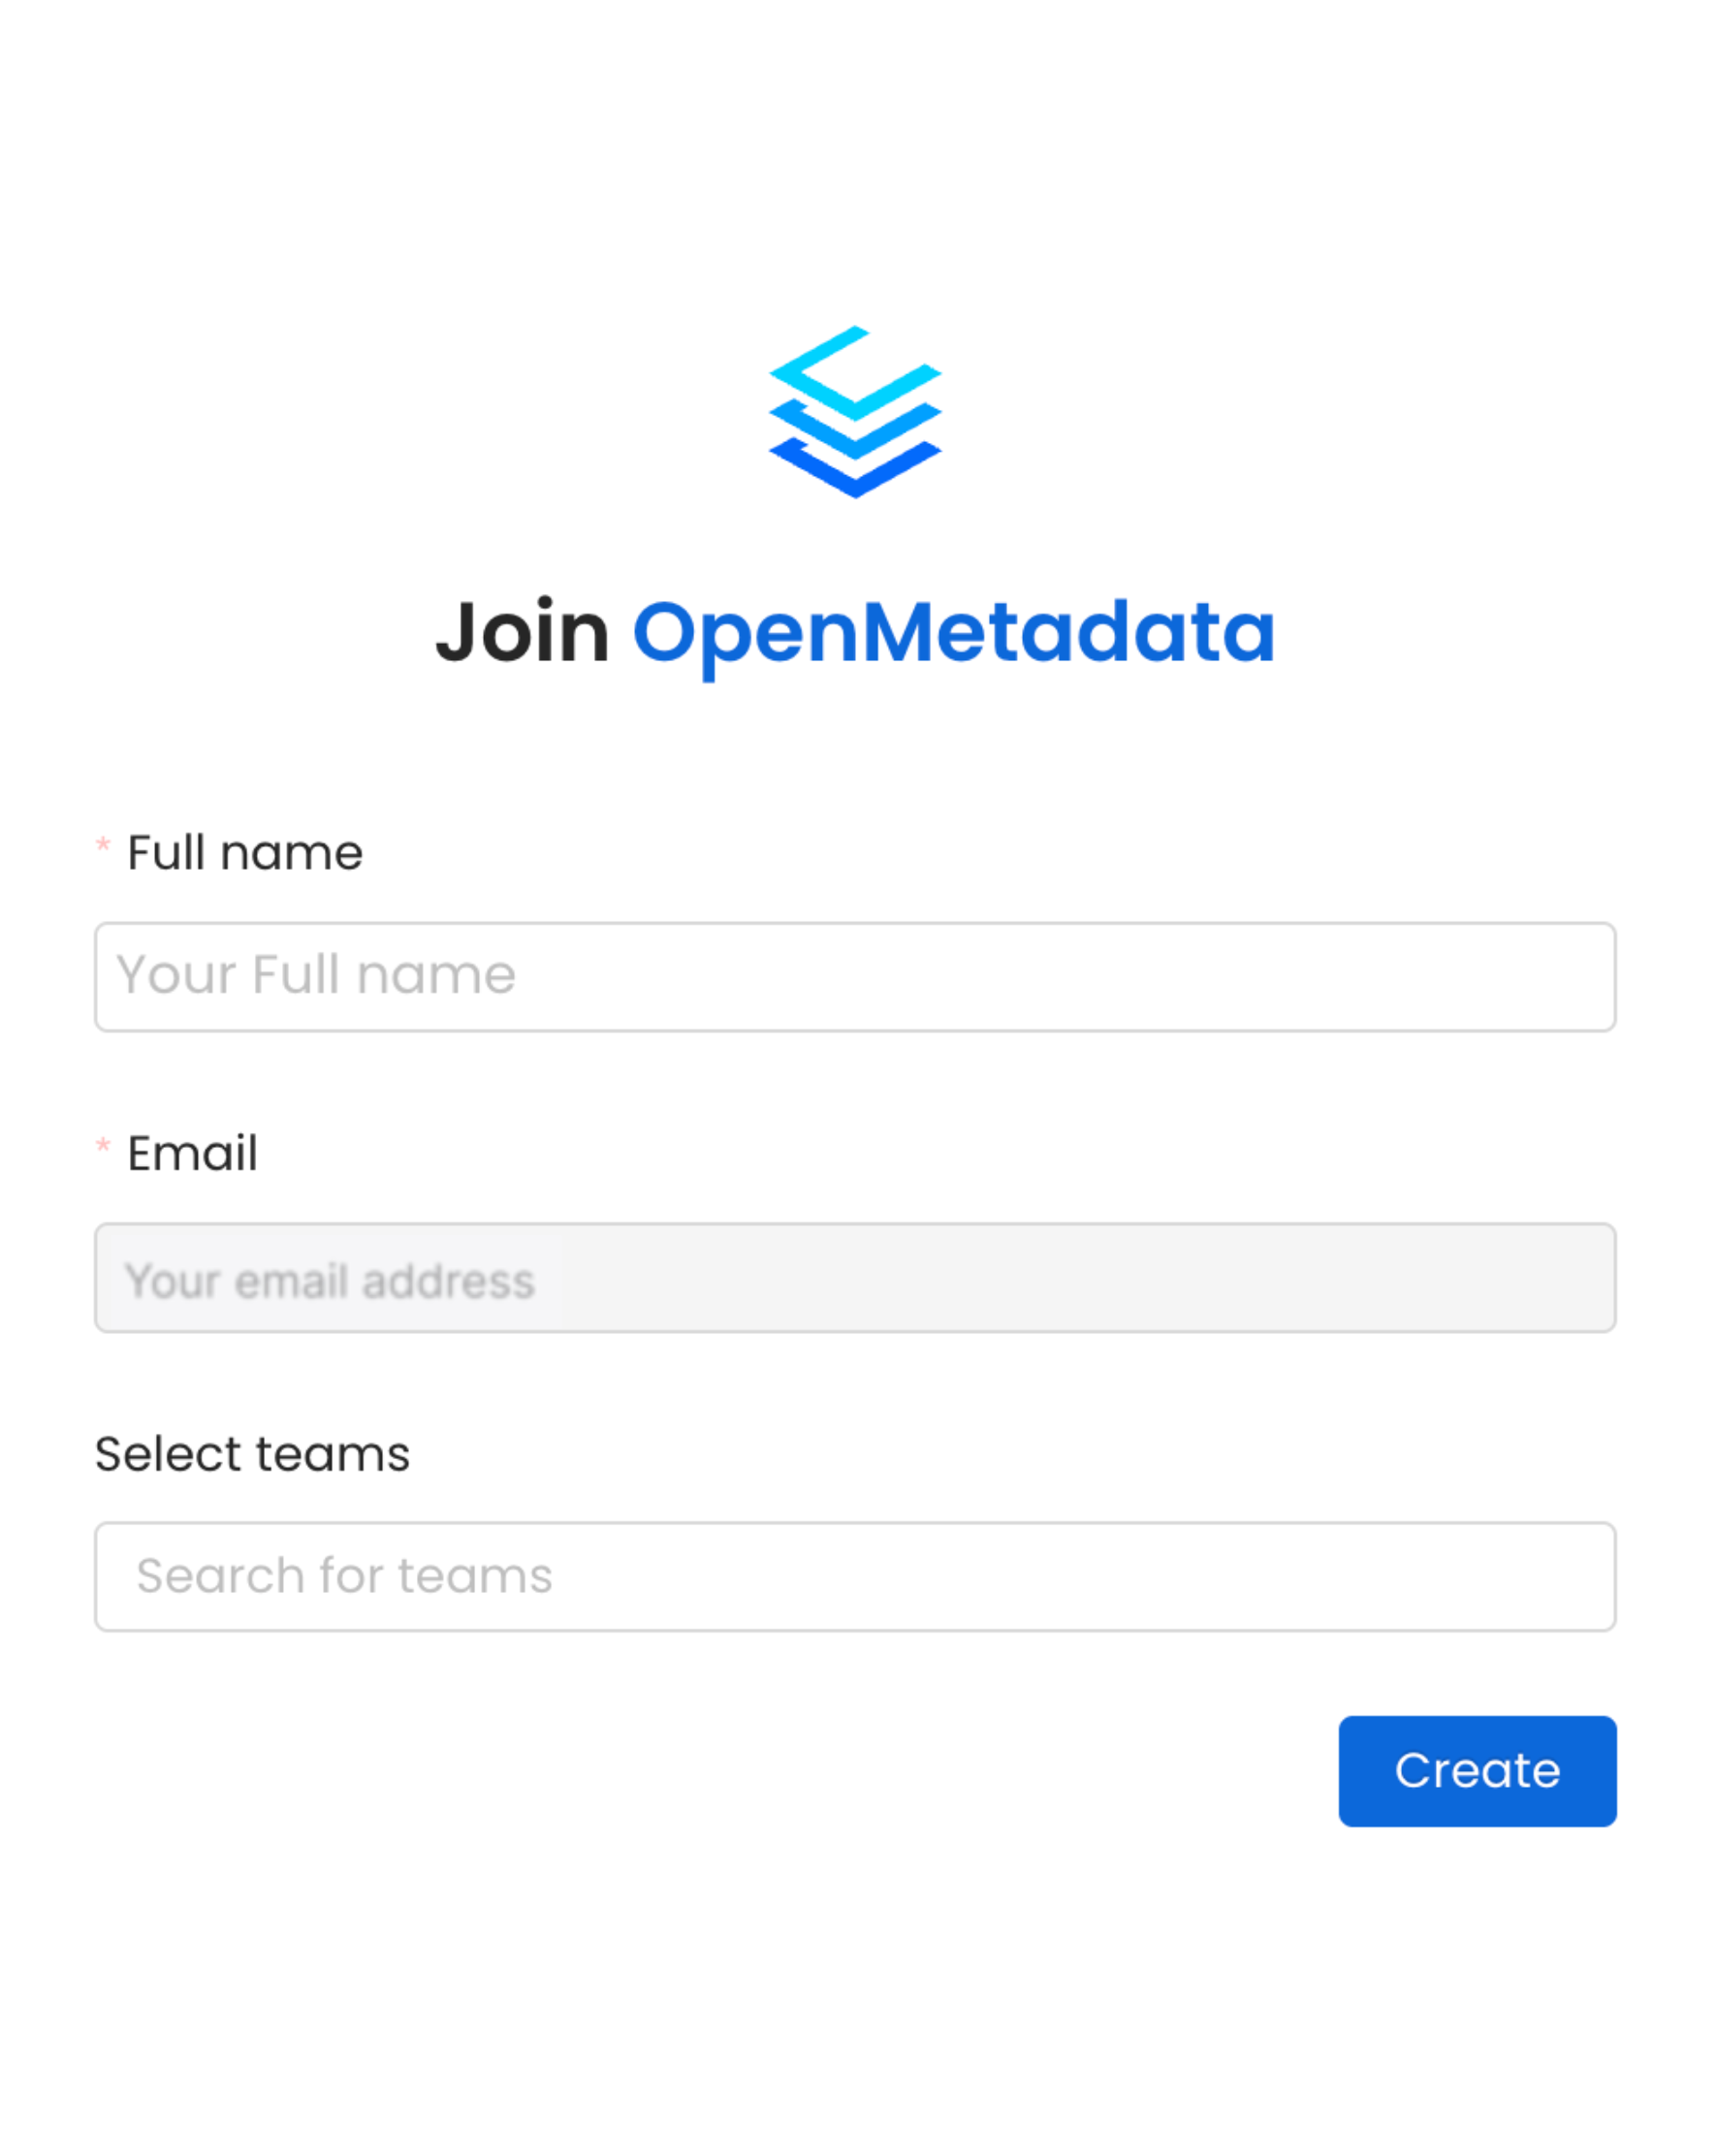 Join OpenMetadata
* Full name
Your Full name
* Email
Your email address
Select teams
Search for teams
Create